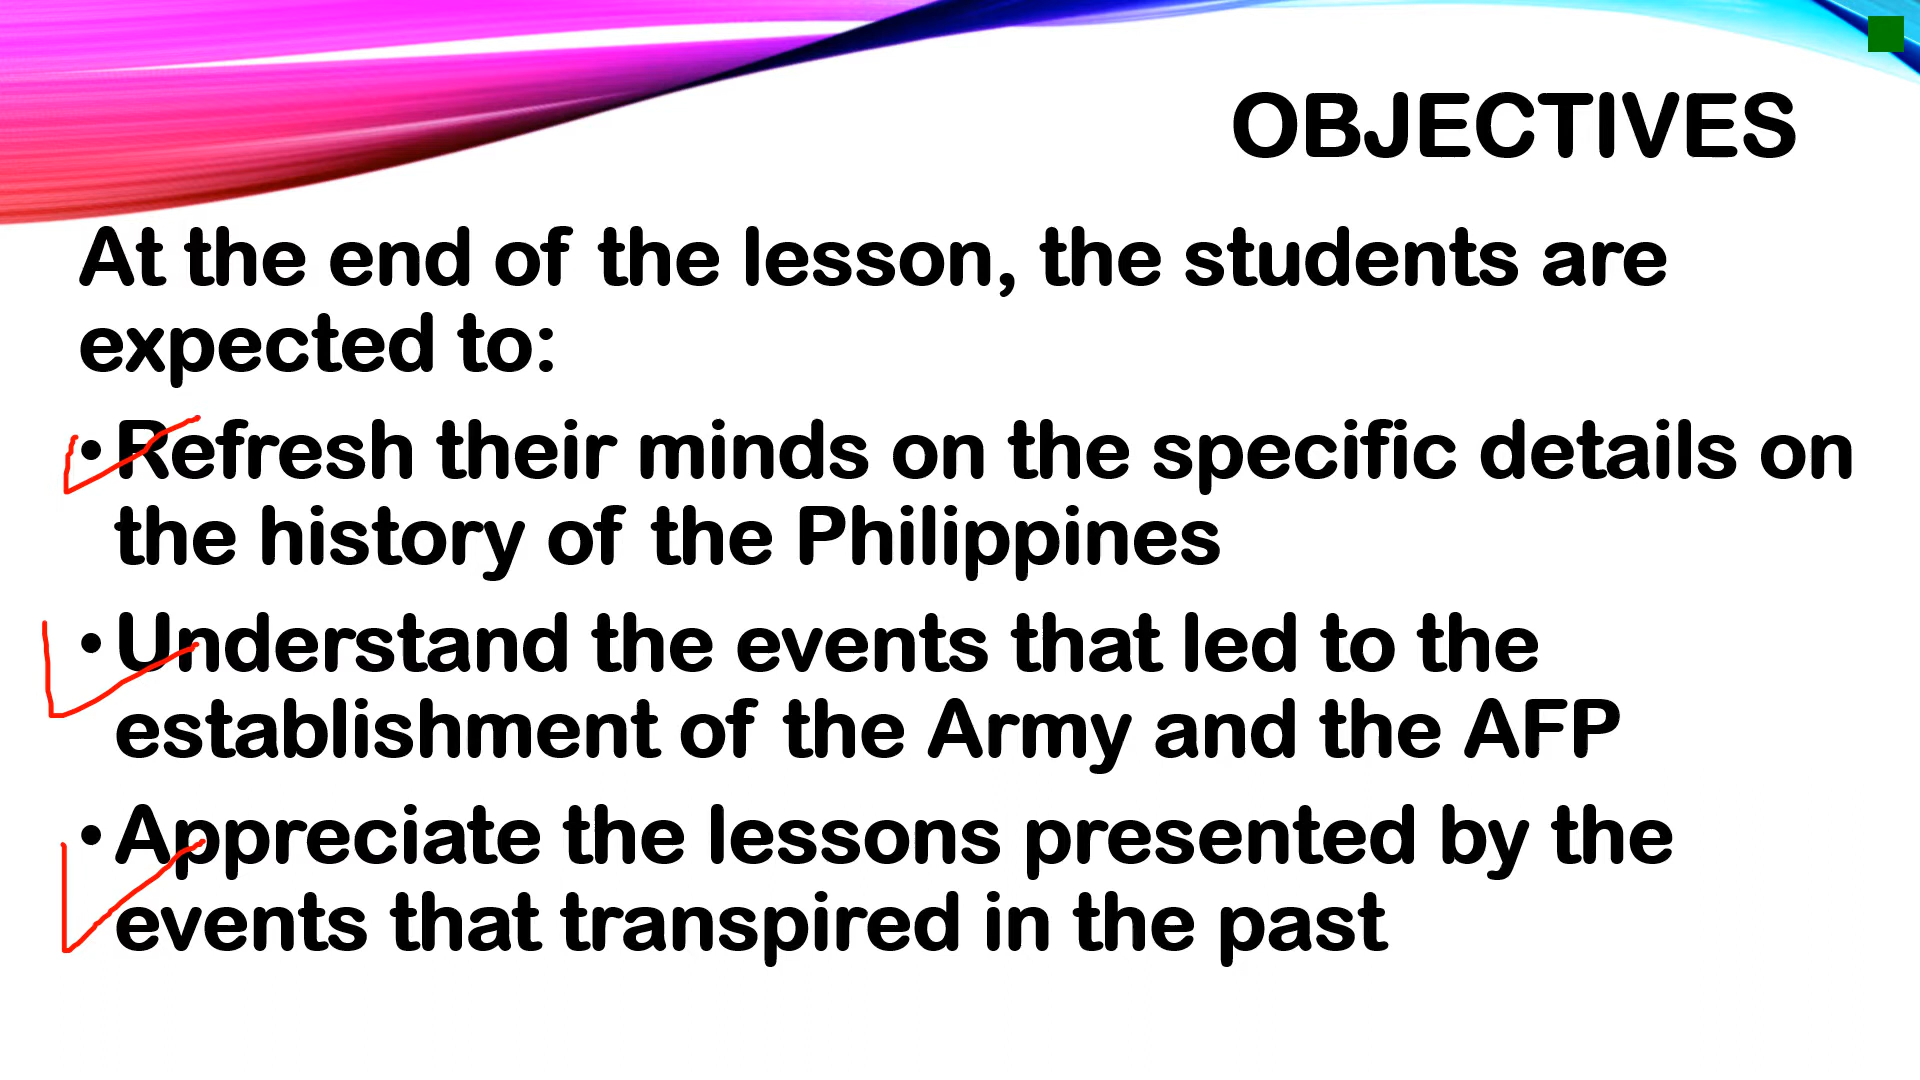 OBJECTIVES
At the end of the lesson, the students are
expected to:
•Refresh their minds on the specific details on
the history of the Philippines
•Understand the events that led to the
establishment of the Army and the AFP
•Appreciate the lessons presented by the
events that transpired in the past